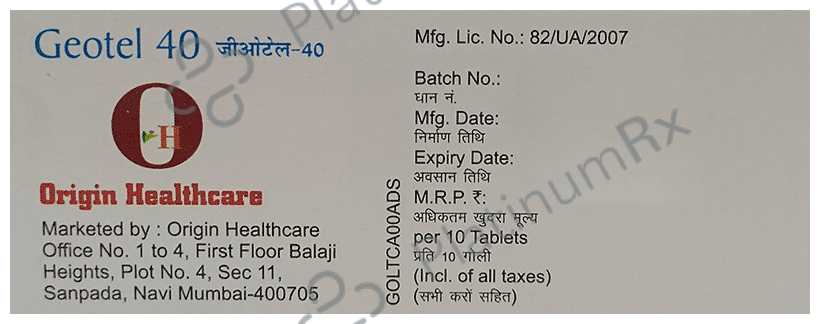 Geotel 40 जीओटेल-40
OH
Origin Healthcare
Marketed by : Origin Healthcare
Office No. 1 to 4, First Floor Balaji
Heights, Plot No. 4, Sec 11,
Sanpada, Navi Mumbai-400705
GOLTCA00ADS
Mfg. Lic. No.: 82/UA/2007
Batch No.:
घान नं.
Mfg. Date:
निर्माण तिथि
Expiry Date:
अवसान तिथि
M.R.P. ₹:
अधिकतम खुदरा मूल्य
per 10 Tablets
प्रति 10 गोली
(Incl. of all taxes)
(सभी करों सहित)
PlatinumRx